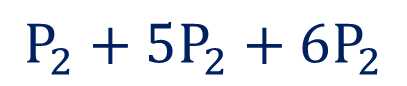 P₂ + 5P₂ + 6P₂